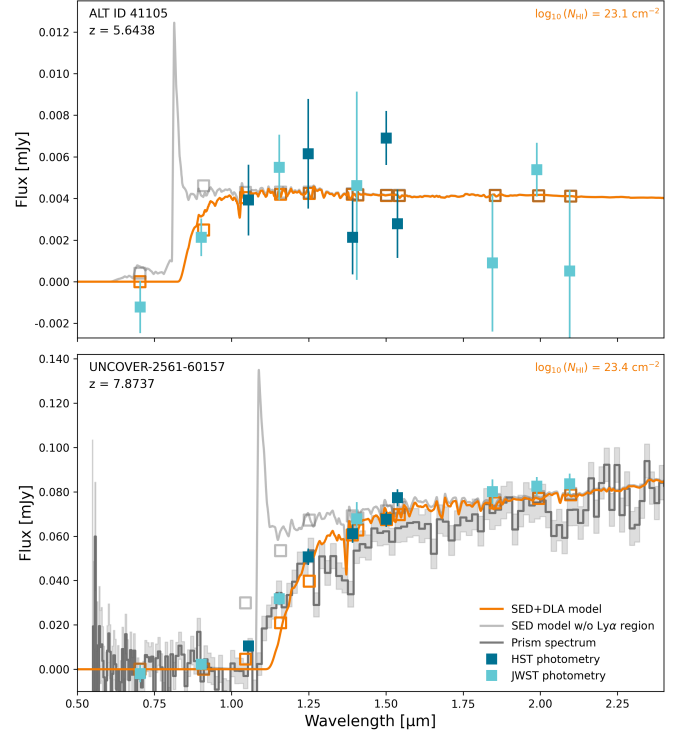 ALT ID 41105
z = 5.6438
log₁₀(N_HI) = 23.1 cm⁻²
Flux [mJy]
0.012
0.010
0.008
0.006
0.004
0.002
0.000
-0.002
UNCOVER-2561-60157
z = 7.8737
log₁₀(N_HI) = 23.4 cm⁻²
Flux [mJy]
0.140
0.120
0.100
0.080
0.060
0.040
0.020
0.000
SED+DLA model
SED model w/o Lyα region
Prism spectrum
HST photometry
JWST photometry
0.50 0.75 1.00 1.25 1.50 1.75 2.00 2.25
Wavelength [μm]